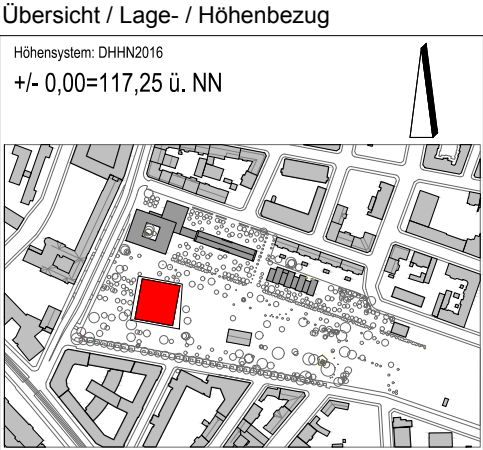 Übersicht / Lage- / Höhenbezug
Höhensystem: DHHN2016
+/- 0,00=117,25 ü. NN